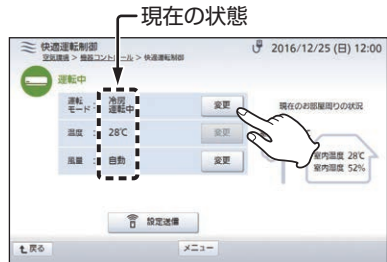 現在の状態
快適運転制御
2016/12/25 (日) 12:00
空気環境 > 機器コントロール > 快適運転制御
運転中
運転モード : 冷房運転中
変更
現在のお部屋周りの状況
温度 : 28℃
変更
℃
室内温度 28℃
室内湿度 52%
風量 : 自動
変更
設定送信
戻る
メニュー